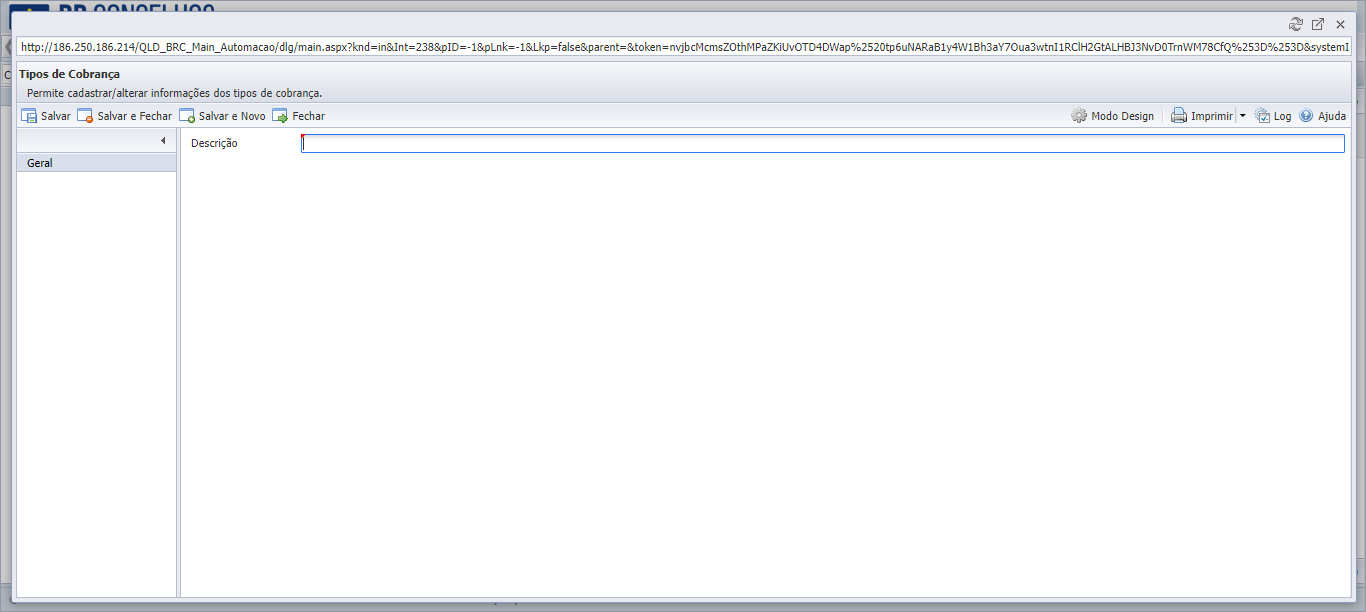 BR CONSELHOS
http://186.250.186.214/QLD_BRC_Main_Automacao/dlg/main.aspx?knd=in&Int=238&pID=-1&pLnk=-1&Lkp=false&parent=&token=nvjbcMcmsZOthMPaZKiUvOTD4DWap%2520tp6uNARaB1y4W1Bh3aY7Oua3wtnI1RClH2GtALHBJ3NvD0TrnWM78CfQ%253D%253D&systemI
Tipos de Cobrança
Permite cadastrar/alterar informações dos tipos de cobrança.
Salvar Salvar e Fechar Salvar e Novo Fechar Modo Design Imprimir Log Ajuda
Descrição
Geral